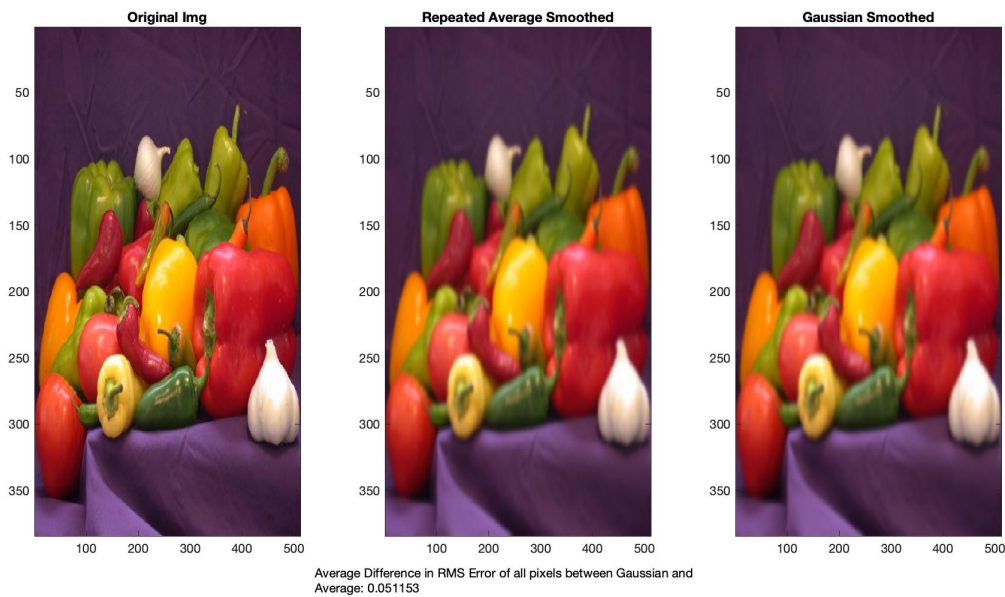 Original Img
Repeated Average Smoothed
Gaussian Smoothed
50
100
150
200
250
300
350
100 200 300 400 500
50
100
150
200
250
300
350
100 200 300 400 500
50
100
150
200
250
300
350
100 200 300 400 500
Average Difference in RMS Error of all pixels between Gaussian and
Average: 0.051153